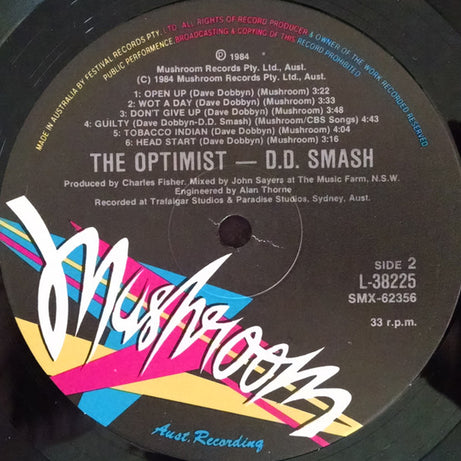 MADE IN AUSTRALIA BY FESTIVAL RECORDS PTY. LTD. ALL RIGHTS OF RECORD PRODUCER & OWNER OF THE WORK RECORDED RESERVED.
PUBLIC PERFORMENCE BROADCASTING & COPYING OF THIS RECORD PROHIBITED
℗ 1984
Mushroom Records Pty. Ltd., Aust.
(C) 1984 Mushroom Records Pty. Ltd., Aust.
1: OPEN UP (Dave Dobbyn) (Mushroom) 3:22
2: WOT A DAY (Dave Dobbyn) (Mushroom) 3:33
3: DON'T GIVE UP (Dave Dobbyn) (Mushroom) 3:48
4: GUILTY (Dave Dobbyn-D.D. Smash) (Mushroom/CBS Songs) 4:43
5: TOBACCO INDIAN (Dave Dobbyn) (Mushroom) 4:04
6: HEAD START (Dave Dobbyn) (Mushroom) 3:16
THE OPTIMIST — D.D. SMASH
Produced by Charles Fisher, Mixed by John Sayers at The Music Farm, N.S.W.
Engineered by Alan Thorne
Recorded at Trafalgar Studios & Paradise Studios, Sydney, Aust.
SIDE 2
L-38225
SMX-62356
33 r.p.m.
Mushroom
Aust. Recording